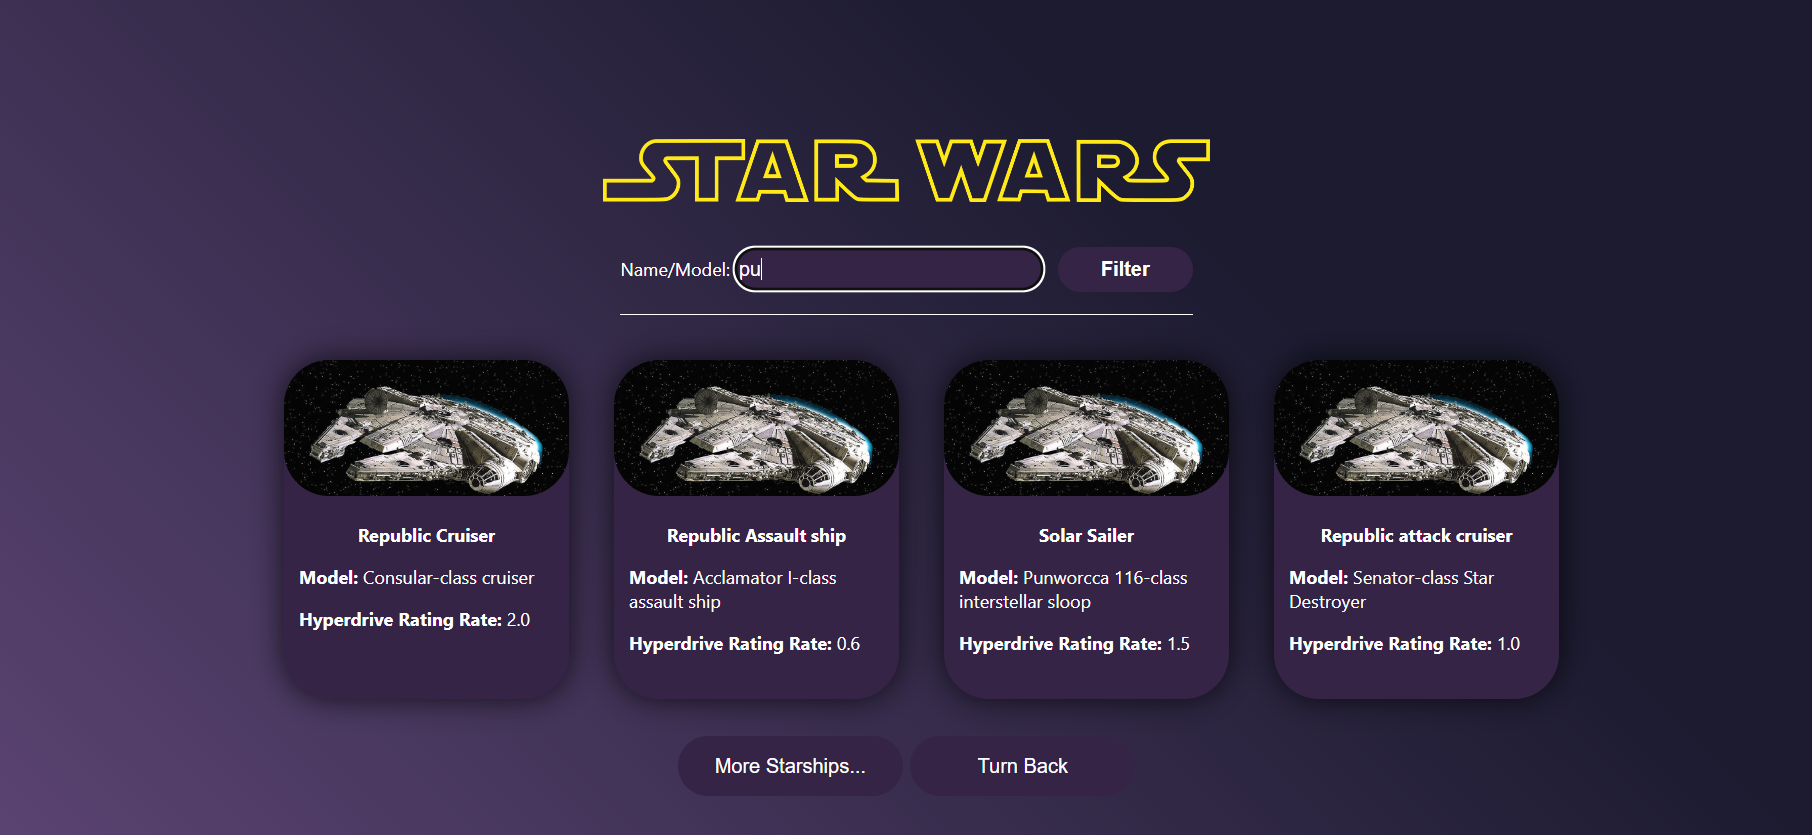 STAR WARS
Name/Model: pu
Filter
Republic Cruiser
Model: Consular-class cruiser
Hyperdrive Rating Rate: 2.0
Republic Assault ship
Model: Acclamator I-class
assault ship
Hyperdrive Rating Rate: 0.6
Solar Sailer
Model: Punworcca 116-class
interstellar sloop
Hyperdrive Rating Rate: 1.5
Republic attack cruiser
Model: Senator-class Star
Destroyer
Hyperdrive Rating Rate: 1.0
More Starships...
Turn Back